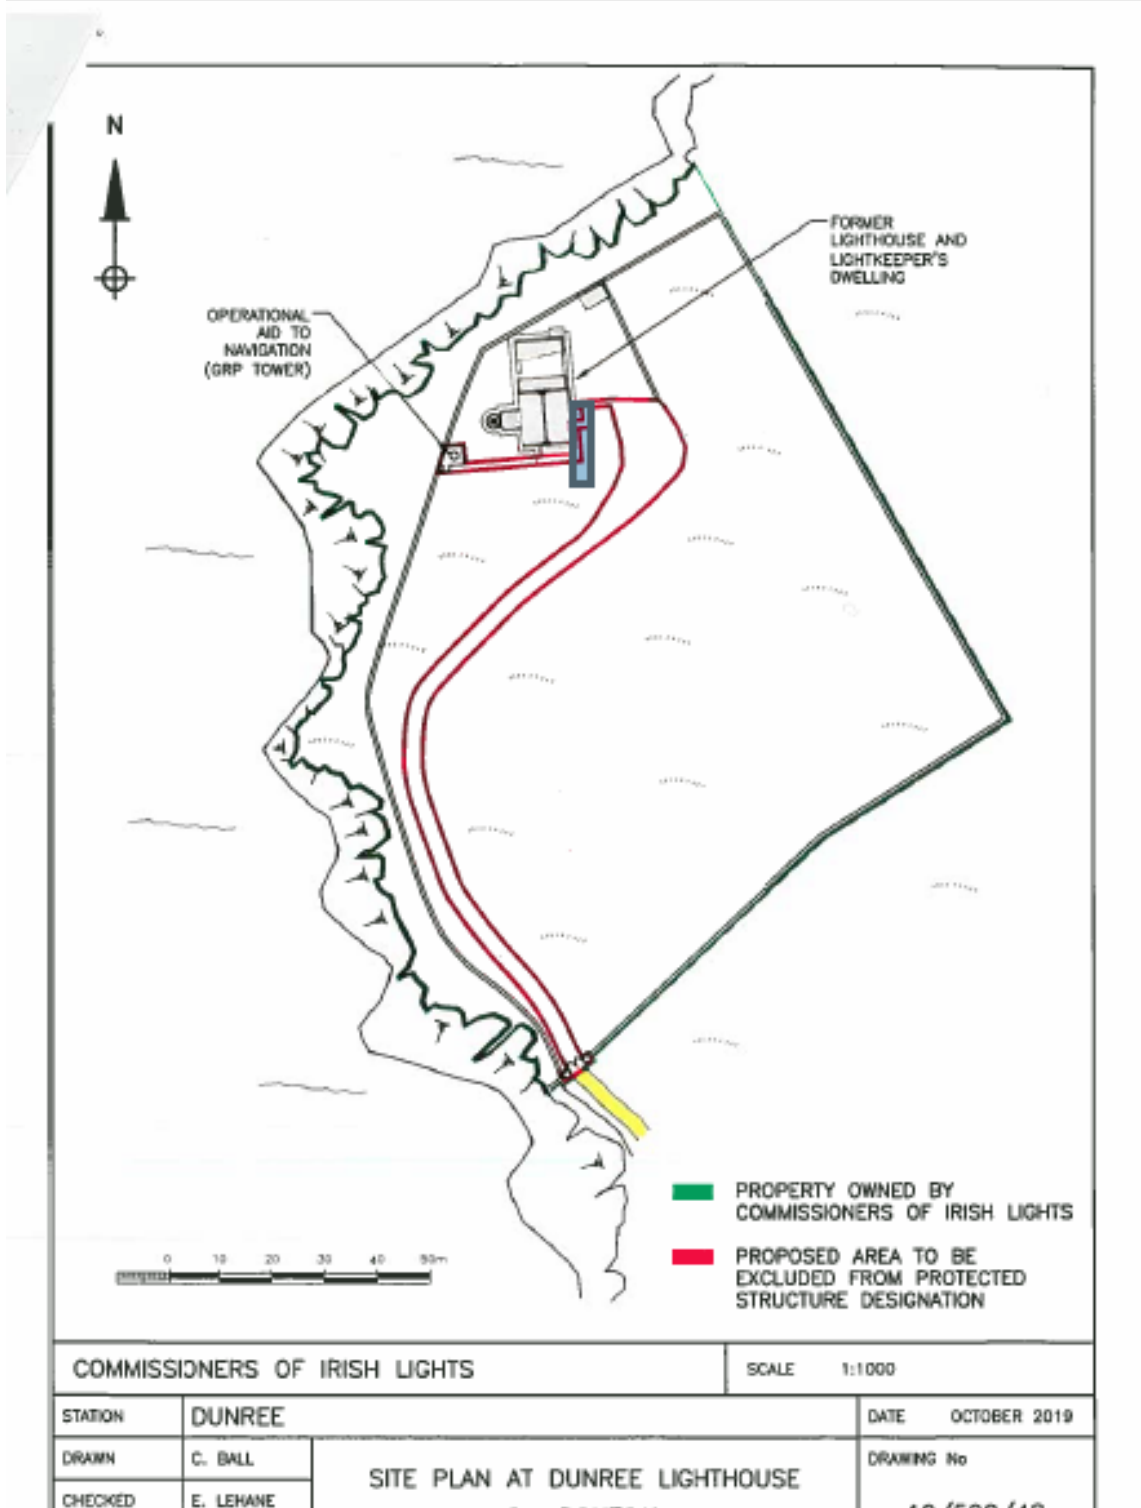 N
FORMER
LIGHTHOUSE AND
LIGHTKEEPER'S
DWELLING
OPERATIONAL
AID TO
NAVIGATION
(GRP TOWER)
PROPERTY OWNED BY
COMMISSIONERS OF IRISH LIGHTS
PROPOSED AREA TO BE
EXCLUDED FROM PROTECTED
STRUCTURE DESIGNATION
0 10 20 30 40 50m
COMMISSIONERS OF IRISH LIGHTS
SCALE 1:1000
STATION DUNREE
DATE OCTOBER 2019
DRAWN C. BALL
DRAWING No
SITE PLAN AT DUNREE LIGHTHOUSE
CHECKED E. LEHANE